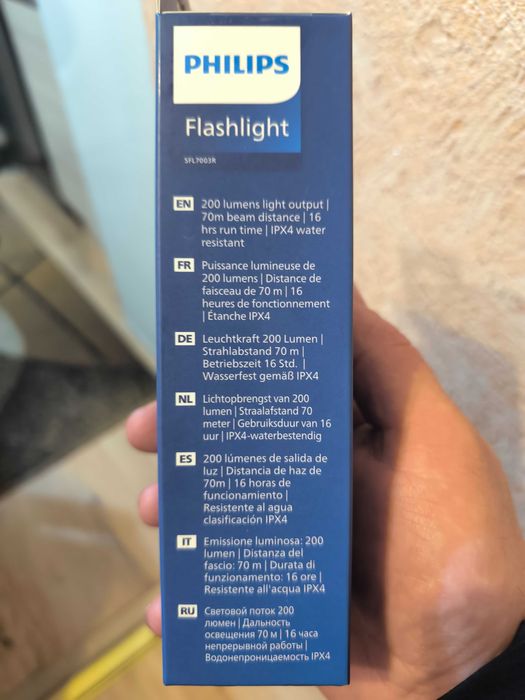 PHILIPS
Flashlight
SFL7003R
EN 200 lumens light output |
70m beam distance | 16
hrs run time | IPX4 water
resistant
FR Puissance lumineuse de
200 lumens | Distance de
faisceau de 70 m | 16
heures de fonctionnement
| Étanche IPX4
DE Leuchtkraft 200 Lumen |
Strahlabstand 70 m |
Betriebszeit 16 Std. |
Wasserfest gemäß IPX4
NL Lichtopbrengst van 200
lumen | Straalafstand 70
meter | Gebruiksduur van 16
uur | IPX4-waterbestendig
ES 200 lúmenes de salida de
luz | Distancia de haz de
70m | 16 horas de
funcionamiento |
Resistente al agua
clasificación IPX4
IT Emissione luminosa: 200
lumen | Distanza del
fascio: 70 m | Durata di
funzionamento: 16 ore |
Resistente all'acqua IPX4
RU Световой поток 200
люмен | Дальность
освещения 70 м | 16 часа
непрерывной работы |
Водонепроницаемость IPX4